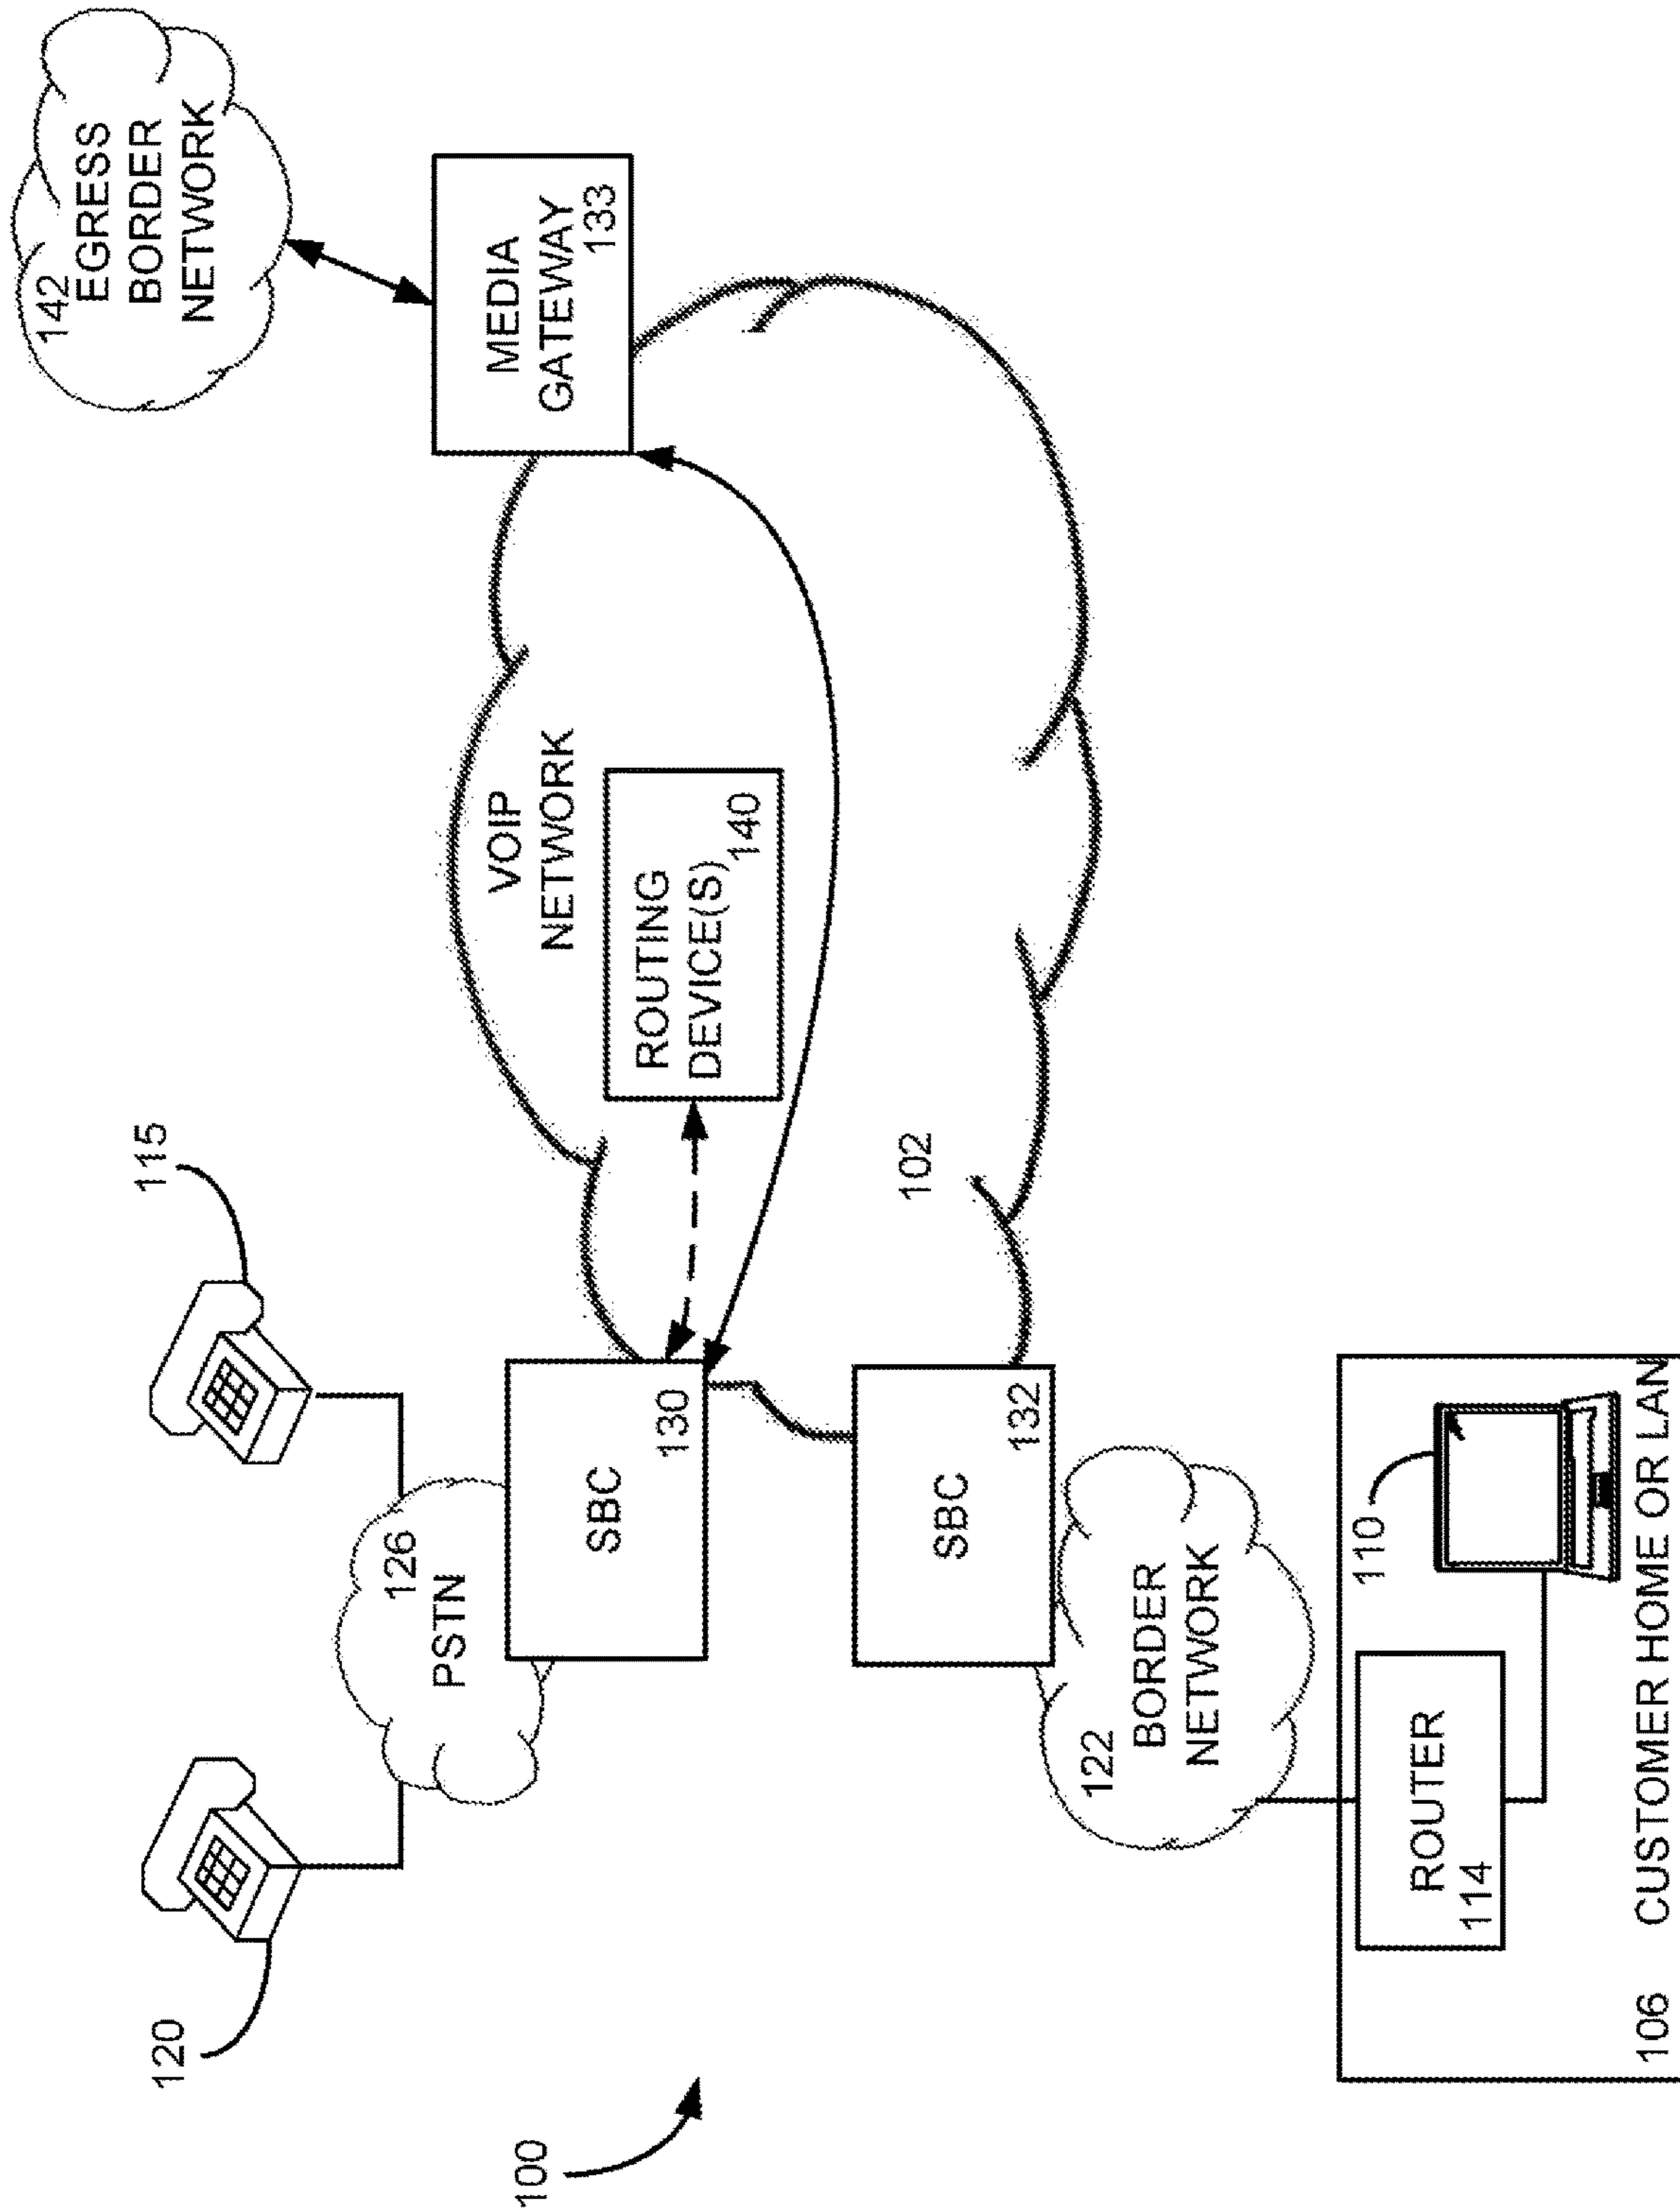 100
120
115
126
PSTN
SBC
130
SBC
132
122
BORDER
NETWORK
ROUTER
114
110
106 CUSTOMER HOME OR LAN
102
VOIP
NETWORK
ROUTING
DEVICE(S)
140
MEDIA
GATEWAY
133
142
EGRESS
BORDER
NETWORK